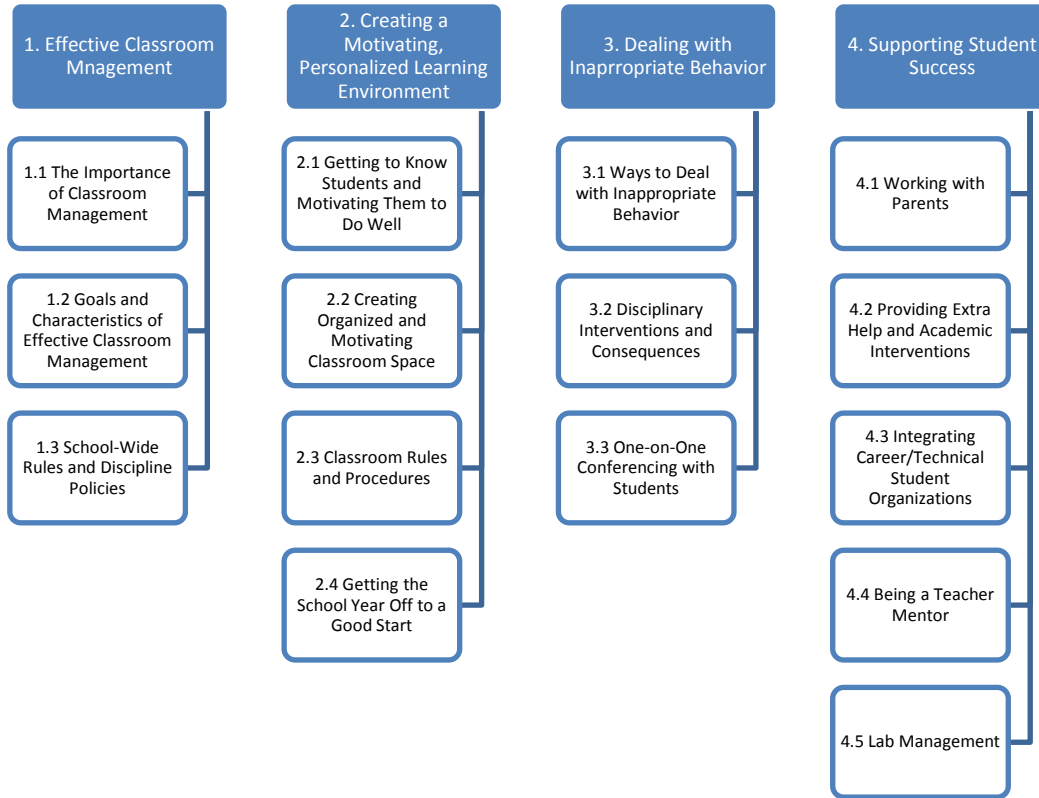 1. Effective Classroom
Mnagement
1.1 The Importance
of Classroom
Management
1.2 Goals and
Characteristics of
Effective Classroom
Management
1.3 School-Wide
Rules and Discipline
Policies
2. Creating a
Motivating,
Personalized Learning
Environment
2.1 Getting to Know
Students and
Motivating Them to
Do Well
2.2 Creating
Organized and
Motivating
Classroom Space
2.3 Classroom Rules
and Procedures
2.4 Getting the
School Year Off to a
Good Start
3. Dealing with
Inaprropriate Behavior
3.1 Ways to Deal
with Inappropriate
Behavior
3.2 Disciplinary
Interventions and
Consequences
3.3 One-on-One
Conferencing with
Students
4. Supporting Student
Success
4.1 Working with
Parents
4.2 Providing Extra
Help and Academic
Interventions
4.3 Integrating
Career/Technical
Student
Organizations
4.4 Being a Teacher
Mentor
4.5 Lab Management